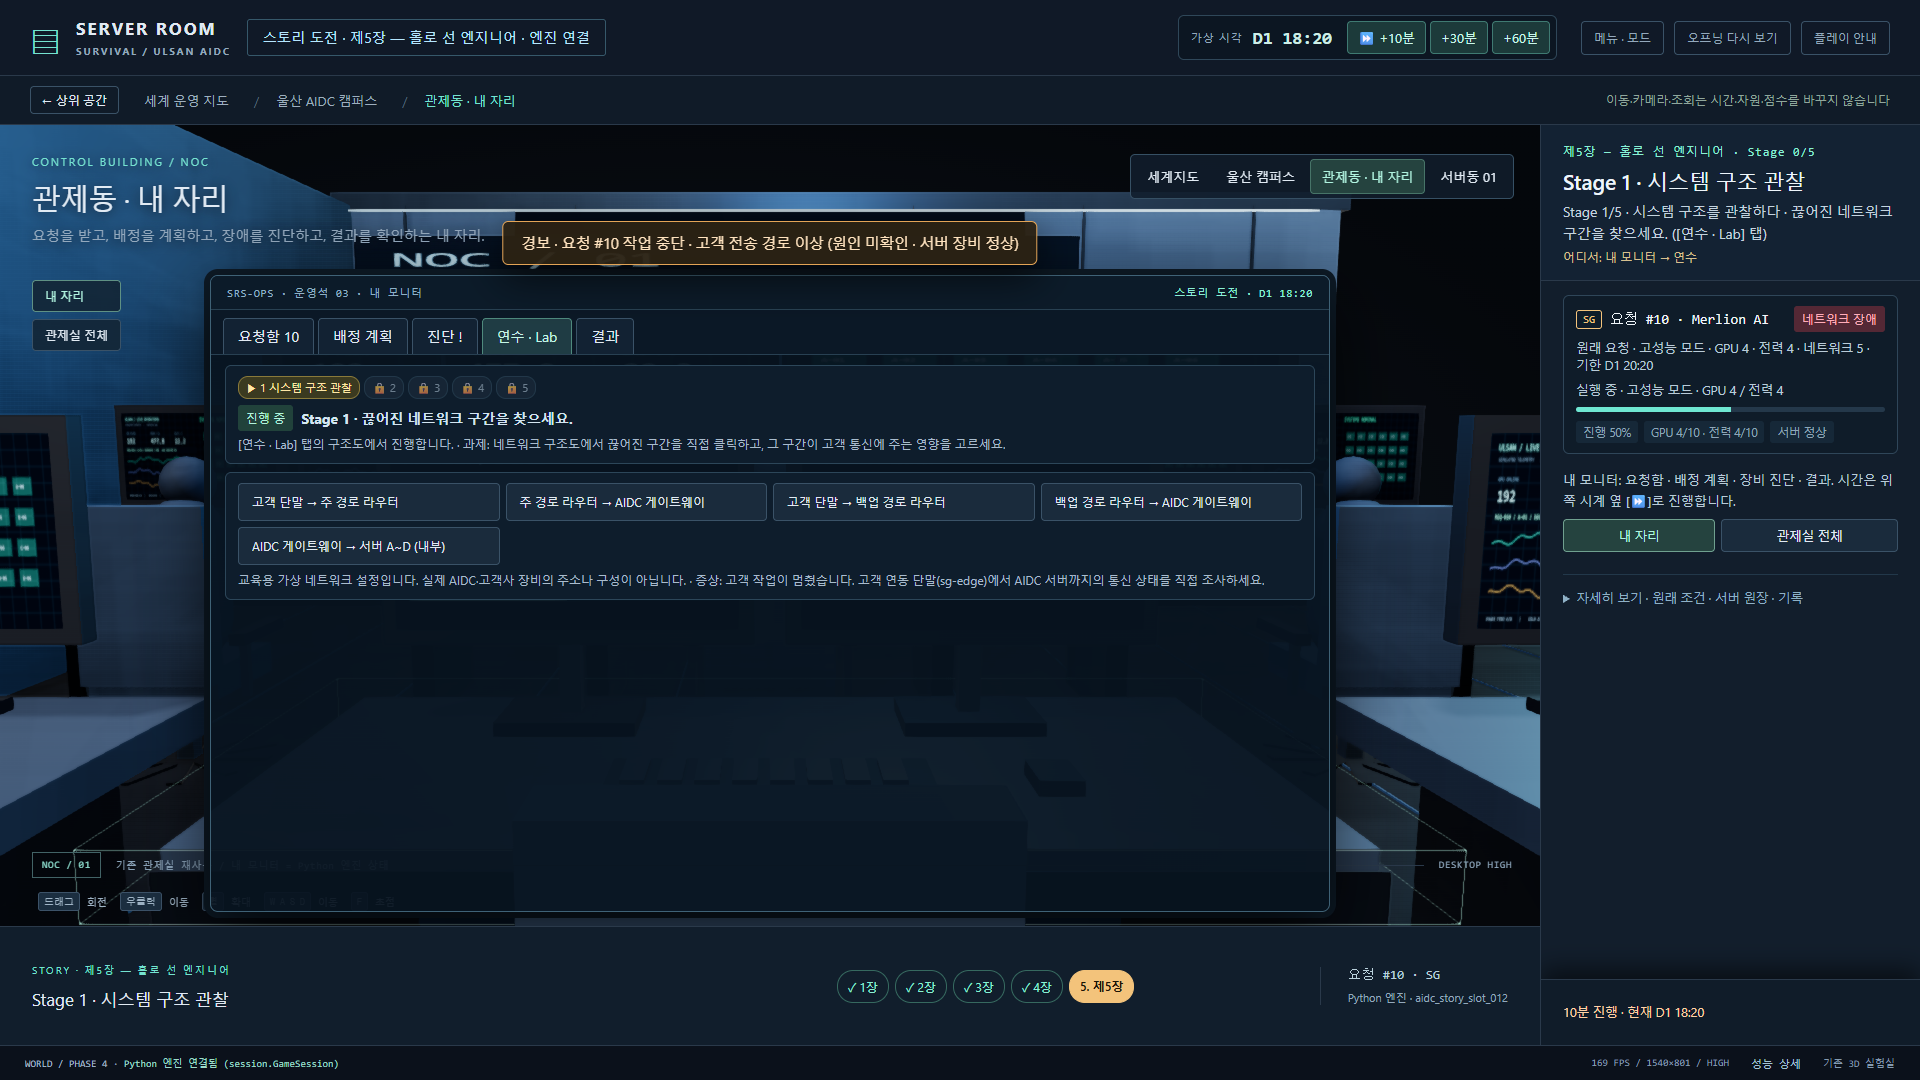 SERVER ROOM
SURVIVAL / ULSAN AIDC
스토리 도전 · 제5장 — 홀로 선 엔지니어 · 엔진 연결
가상 시각 D1 18:20 ⏩ +10분 +30분 +60분
메뉴 · 모드
오프닝 다시 보기
플레이 안내
← 상위 공간
세계 운영 지도 / 울산 AIDC 캠퍼스 / 관제동 · 내 자리
이동·카메라·조회는 시간·자원·점수를 바꾸지 않습니다
CONTROL BUILDING / NOC
관제동 · 내 자리
요청을 받고, 배정을 계획하고, 장애를 진단하고, 결과를 확인하는 내 자리.
내 자리
관제실 전체
세계지도 울산 캠퍼스 관제동 · 내 자리 서버동 01
경보 · 요청 #10 작업 중단 · 고객 전송 경로 이상 (원인 미확인 · 서버 장비 정상)
NOC / 01
SRS-OPS · 운영석 03 · 내 모니터
스토리 도전 · D1 18:20
요청함 10 배정 계획 진단 ! 연수 · Lab 결과
▶ 1 시스템 구조 관찰 🔒 2 🔒 3 🔒 4 🔒 5
진행 중 Stage 1 · 끊어진 네트워크 구간을 찾으세요.
[연수 · Lab] 탭의 구조도에서 진행합니다. · 과제: 네트워크 구조도에서 끊어진 구간을 직접 클릭하고, 그 구간이 고객 통신에 주는 영향을 고르세요.
고객 단말 → 주 경로 라우터
주 경로 라우터 → AIDC 게이트웨이
고객 단말 → 백업 경로 라우터
백업 경로 라우터 → AIDC 게이트웨이
AIDC 게이트웨이 → 서버 A~D (내부)
교육용 가상 네트워크 설정입니다. 실제 AIDC·고객사 장비의 주소나 구성이 아닙니다. · 증상: 고객 작업이 멈췄습니다. 고객 연동 단말(sg-edge)에서 AIDC 서버까지의 통신 상태를 직접 조사하세요.
ULSAN / LIVE
192
NOC / 01
기존 관제실 재사
DESKTOP HIGH
드래그 회전 우클릭 이동
제5장 — 홀로 선 엔지니어 · Stage 0/5
Stage 1 · 시스템 구조 관찰
Stage 1/5 · 시스템 구조를 관찰하다 · 끊어진 네트워크
구간을 찾으세요. ([연수 · Lab] 탭)
어디서: 내 모니터 → 연수
SG 요청 #10 · Merlion AI 네트워크 장애
원래 요청 · 고성능 모드 · GPU 4 · 전력 4 · 네트워크 5 ·
기한 D1 20:20
실행 중 · 고성능 모드 · GPU 4 / 전력 4
진행 50% GPU 4/10 · 전력 4/10 서버 정상
내 모니터: 요청함 · 배정 계획 · 장비 진단 · 결과. 시간은 위
쪽 시계 옆 [⏩]로 진행합니다.
내 자리
관제실 전체
▶ 자세히 보기 · 원래 조건 · 서버 원장 · 기록
10분 진행 · 현재 D1 18:20
STORY · 제5장 — 홀로 선 엔지니어
Stage 1 · 시스템 구조 관찰
✓ 1장 ✓ 2장 ✓ 3장 ✓ 4장 5. 제5장
요청 #10 · SG
Python 엔진 · aidc_story_slot_012
WORLD / PHASE 4 · Python 엔진 연결됨 (session.GameSession)
169 FPS / 1540×801 / HIGH
성능 상세
기존 3D 실험실